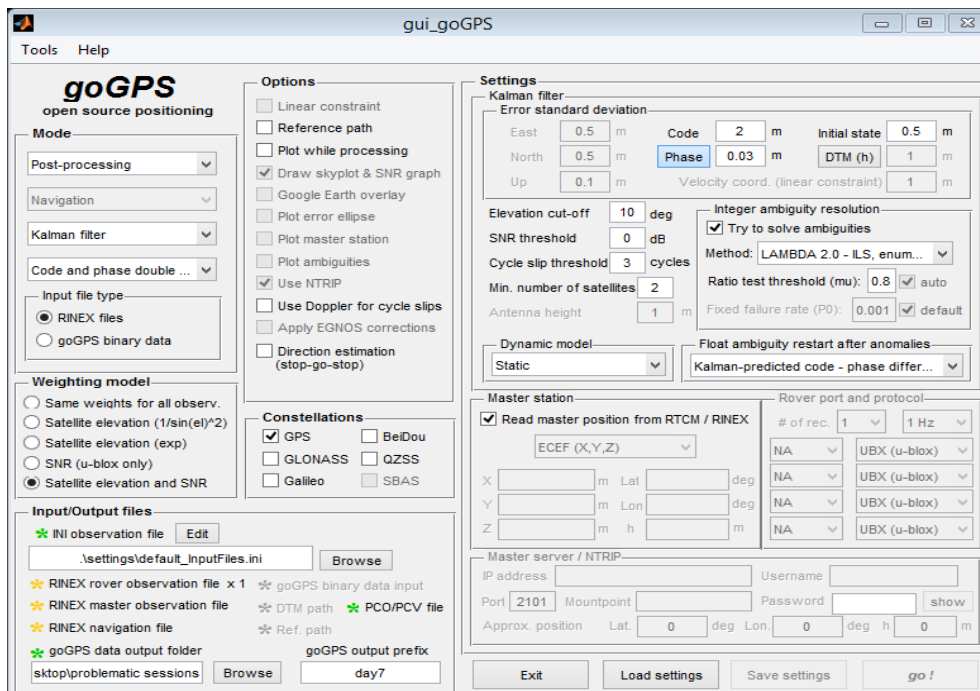 gui_goGPS
Tools Help
goGPS
open source positioning
Mode
Post-processing
Navigation
Kalman filter
Code and phase double ...
Input file type
RINEX files
goGPS binary data
Weighting model
Same weights for all observ.
Satellite elevation (1/sin(el)^2)
Satellite elevation (exp)
SNR (u-blox only)
Satellite elevation and SNR
Options
Linear constraint
Reference path
Plot while processing
Draw skyplot & SNR graph
Google Earth overlay
Plot error ellipse
Plot master station
Plot ambiguities
Use NTRIP
Use Doppler for cycle slips
Apply EGNOS corrections
Direction estimation
(stop-go-stop)
Constellations
GPS BeiDou
GLONASS QZSS
Galileo SBAS
Input/Output files
INI observation file Edit
.\settings\default_InputFiles.ini Browse
RINEX rover observation file x 1 goGPS binary data input
RINEX master observation file DTM path PCO/PCV file
RINEX navigation file Ref. path
goGPS data output folder goGPS output prefix
sktop\problematic sessions Browse day7
Settings
Kalman filter
Error standard deviation
East 0.5 m Code 2 m Initial state 0.5 m
North 0.5 m Phase 0.03 m DTM (h) 1 m
Up 0.1 m Velocity coord. (linear constraint) 1 m
Elevation cut-off 10 deg
SNR threshold 0 dB
Cycle slip threshold 3 cycles
Min. number of satellites 2
Antenna height 1 m
Integer ambiguity resolution
Try to solve ambiguities
Method: LAMBDA 2.0 - ILS, enum...
Ratio test threshold (mu): 0.8 auto
Fixed failure rate (P0): 0.001 default
Dynamic model
Static
Float ambiguity restart after anomalies
Kalman-predicted code - phase differ...
Master station
Read master position from RTCM / RINEX
ECEF (X,Y,Z)
X m Lat deg
Y m Lon deg
Z m h m
Rover port and protocol
# of rec. 1 1 Hz
NA UBX (u-blox)
NA UBX (u-blox)
NA UBX (u-blox)
NA UBX (u-blox)
Master server / NTRIP
IP address Username
Port 2101 Mountpoint Password show
Approx. position Lat. 0 deg Lon. 0 deg h 0 m
Exit Load settings Save settings go !